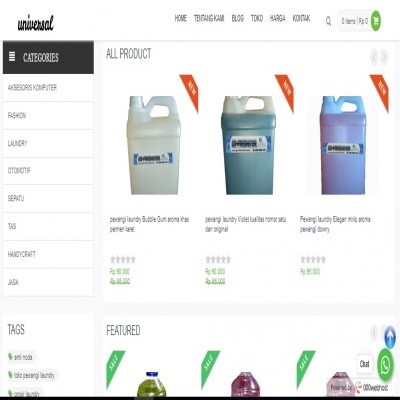 universal
HOME TENTANG KAMI BLOG TOKO HARGA KONTAK
0 items | Rp 0
CATEGORIES
AKSESORIS KOMPUTER
FASHION
LAUNDRY
OTOMOTIF
SEPATU
TAS
HANDYCRAFT
JASA
TAGS
anti noda
toko pewangi laundry
ALL PRODUCT
NEW
NEW
NEW
pewangi laundry Bubble Gum aroma khas
permen karet
Rp 90.000
Rp 95.000
pewangi laundry Violet kualitas nomor satu
dan original
Rp 90.000
Rp 95.000
Pewangi laundry Elegan mirip aroma
pewangi downy
Rp 95.000
FEATURED
SALE
SALE
SALE
Chat
Powered by 000webhost